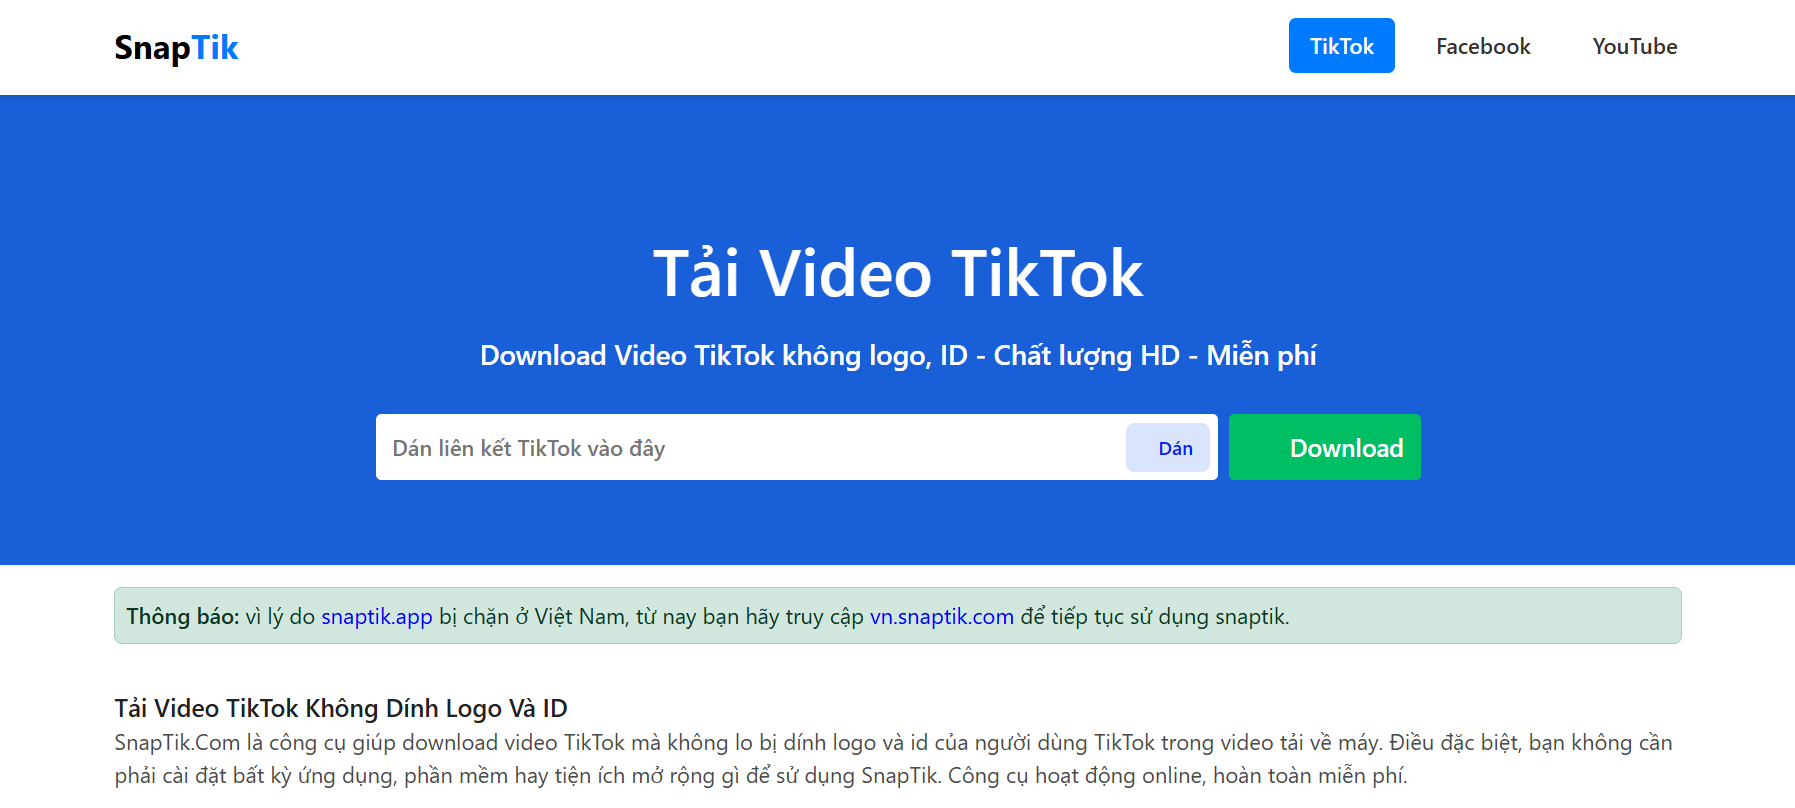 SnapTik
TikTok Facebook YouTube
Tải Video TikTok
Download Video TikTok không logo, ID - Chất lượng HD - Miễn phí
Dán liên kết TikTok vào đây Dán Download
Thông báo: vì lý do snaptik.app bị chặn ở Việt Nam, từ nay bạn hãy truy cập vn.snaptik.com để tiếp tục sử dụng snaptik.
Tải Video TikTok Không Dính Logo Và ID
SnapTik.Com là công cụ giúp download video TikTok mà không lo bị dính logo và id của người dùng TikTok trong video tải về máy. Điều đặc biệt, bạn không cần
phải cài đặt bất kỳ ứng dụng, phần mềm hay tiện ích mở rộng gì để sử dụng SnapTik. Công cụ hoạt động online, hoàn toàn miễn phí.